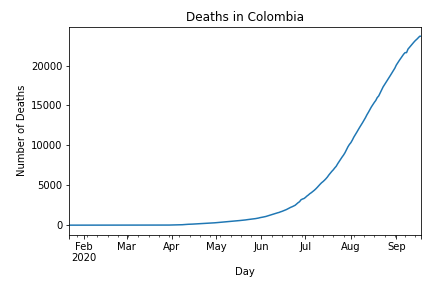 Deaths in Colombia
Number of Deaths
20000
15000
10000
5000
0
Feb Mar Apr May Jun Jul Aug Sep
2020
Day